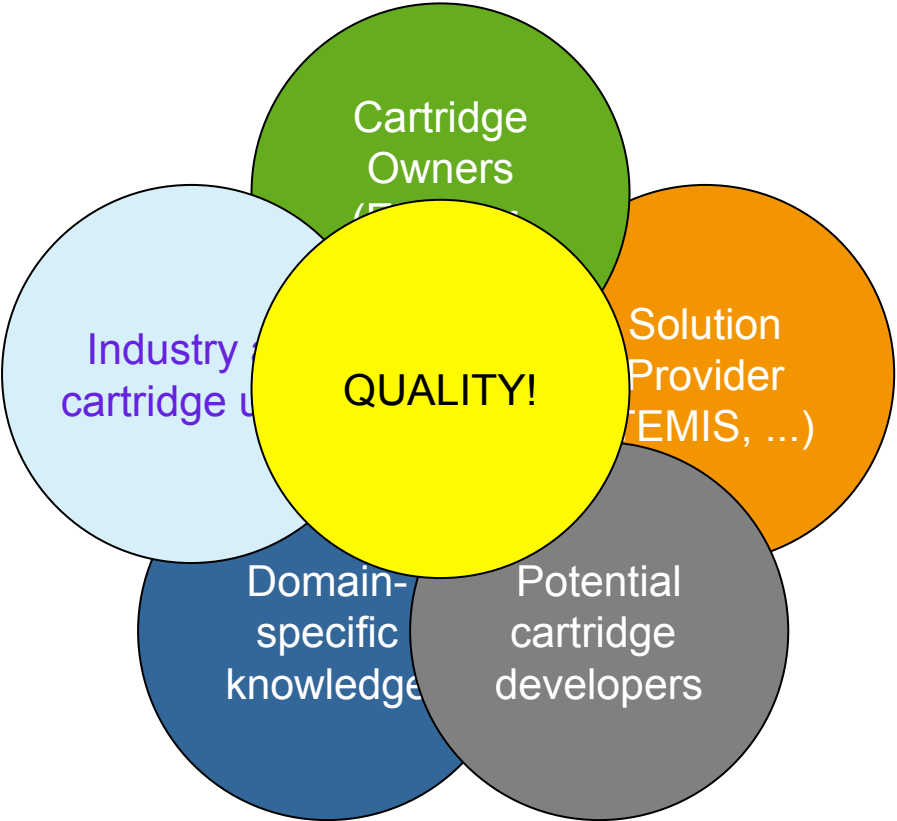 Cartridge
Owners
Solution
Provider
TEMIS, ...)
Industry
cartridge
QUALITY!
Domain-
specific
knowledge
Potential
cartridge
developers